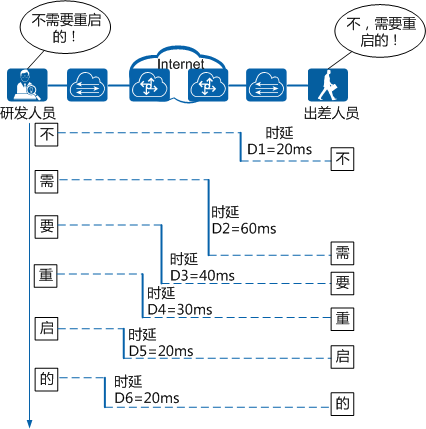 不需要重启
的！
不，需要重
启的！
Internet
研发人员
出差人员
不
时延
D1=20ms
不
需
时延
D2=60ms
需
要
时延
D3=40ms
要
重
时延
D4=30ms
重
启
时延
D5=20ms
启
的
时延
D6=20ms
的